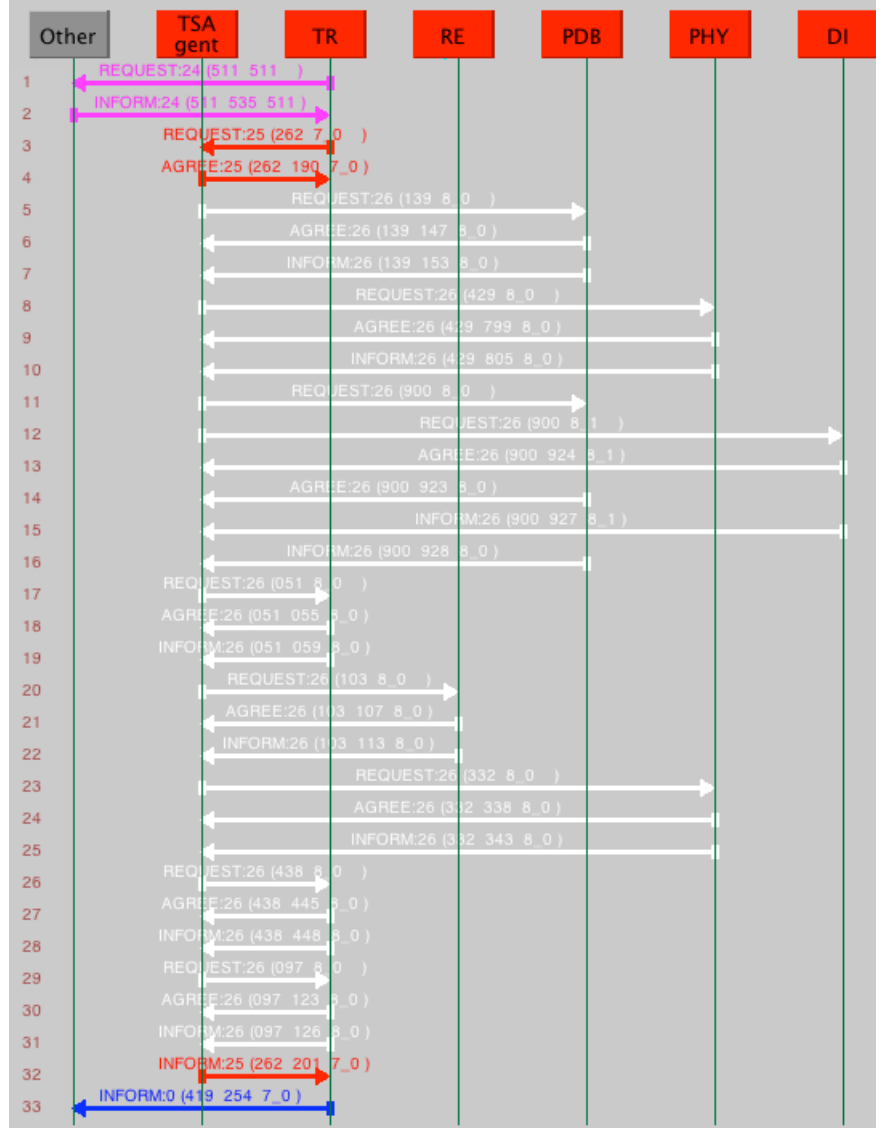 Other TSA gent TR RE PDB PHY DI
1 REQUEST:24 (511 511 )
2 INFORM:24 (511 535 511 )
3 REQUEST:25 (262 7_0 )
4 AGREE:25 (262 190 7_0 )
5 REQUEST:26 (139 8_0 )
6 AGREE:26 (139 147 8_0 )
7 INFORM:26 (139 153 8_0 )
8 REQUEST:26 (429 8_0 )
9 AGREE:26 (429 799 8_0 )
10 INFORM:26 (429 805 8_0 )
11 REQUEST:26 (900 8_0 )
12 REQUEST:26 (900 8_1 )
13 AGREE:26 (900 924 8_1 )
14 AGREE:26 (900 923 8_0 )
15 INFORM:26 (900 927 8_1 )
16 INFORM:26 (900 928 8_0 )
17 REQUEST:26 (051 8_0 )
18 AGREE:26 (051 055 8_0 )
19 INFORM:26 (051 059 8_0 )
20 REQUEST:26 (103 8_0 )
21 AGREE:26 (103 107 8_0 )
22 INFORM:26 (103 113 8_0 )
23 REQUEST:26 (332 8_0 )
24 AGREE:26 (332 338 8_0 )
25 INFORM:26 (332 343 8_0 )
26 REQUEST:26 (438 8_0 )
27 AGREE:26 (438 445 8_0 )
28 INFORM:26 (438 448 8_0 )
29 REQUEST:26 (097 8_0 )
30 AGREE:26 (097 123 8_0 )
31 INFORM:26 (097 126 8_0 )
32 INFORM:25 (262 201 7_0 )
33 INFORM:0 (419 254 7_0 )